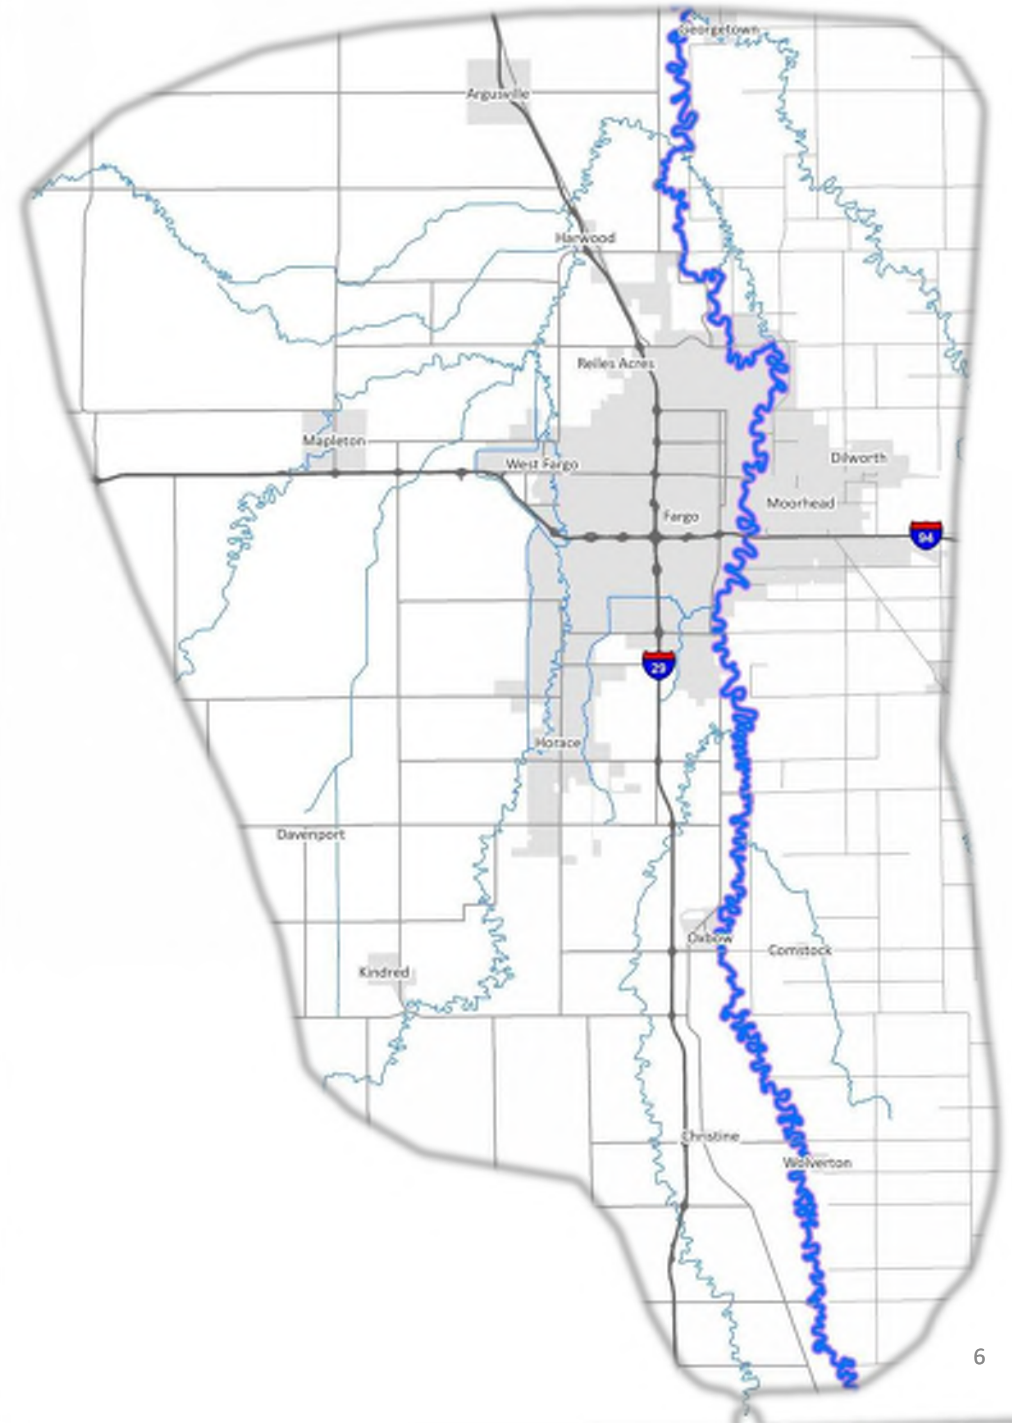 Georgetown
Argusville
Harwood
Reiles Acres
Mapleton
West Fargo
Dilworth
Moorhead
Fargo
94
29
Horace
Davenport
Oxbow
Comstock
Kindred
Christine
Wolverton
6